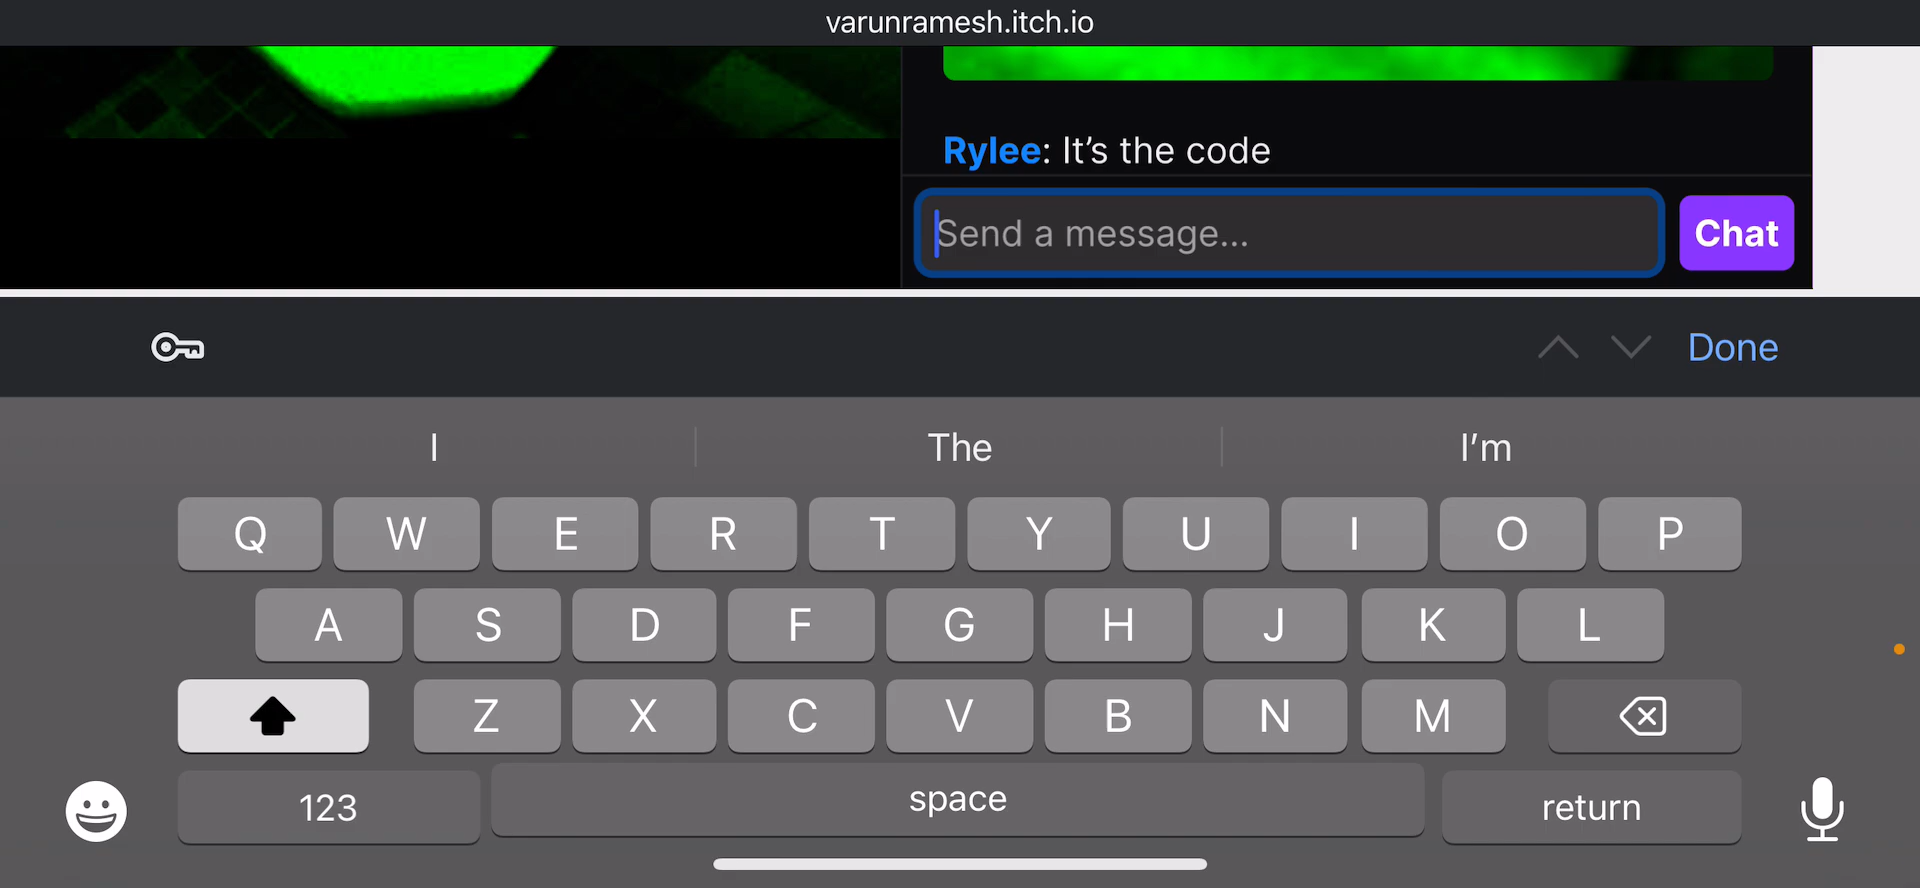 varunramesh.itch.io
Rylee: It’s the code
Send a message...
Chat
Done
I
The
I’m
Q W E R T Y U I O P
A S D F G H J K L
Z X C V B N M
123
space
return